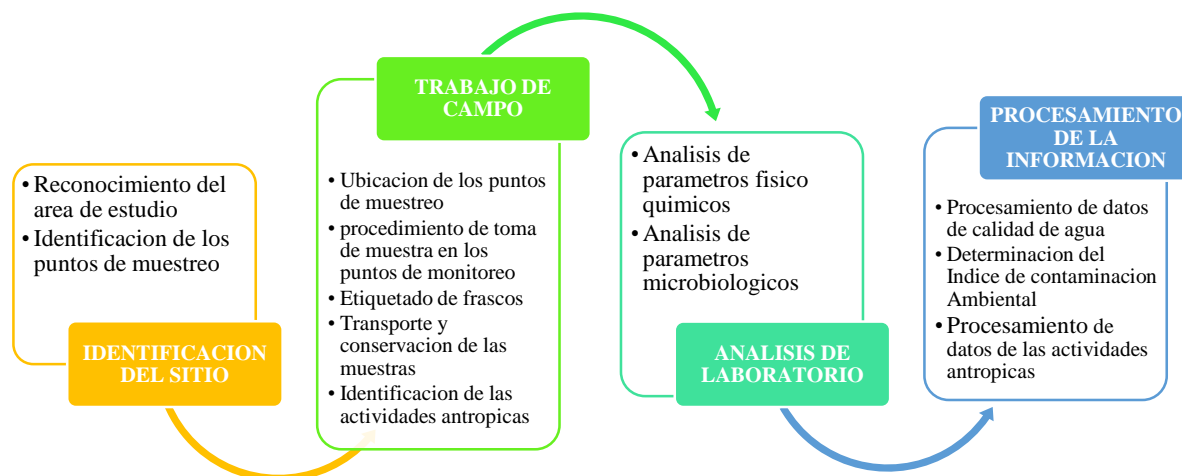 • Reconocimiento del
area de estudio
• Identificacion de los
puntos de muestreo
IDENTIFICACION
DEL SITIO
TRABAJO DE
CAMPO
• Ubicacion de los puntos
de muestreo
• procedimiento de toma
de muestra en los
puntos de monitoreo
• Etiquetado de frascos
• Transporte y
conservacion de las
muestras
• Identificacion de las
actividades antropicas
• Analisis de
parametros fisico
quimicos
• Analisis de
parametros
microbiologicos
ANALISIS DE
LABORATORIO
PROCESAMIENTO
DE LA
INFORMACION
• Procesamiento de datos
de calidad de agua
• Determinacion del
Indice de contaminacion
Ambiental
• Procesamiento de
datos de las actividades
antropicas